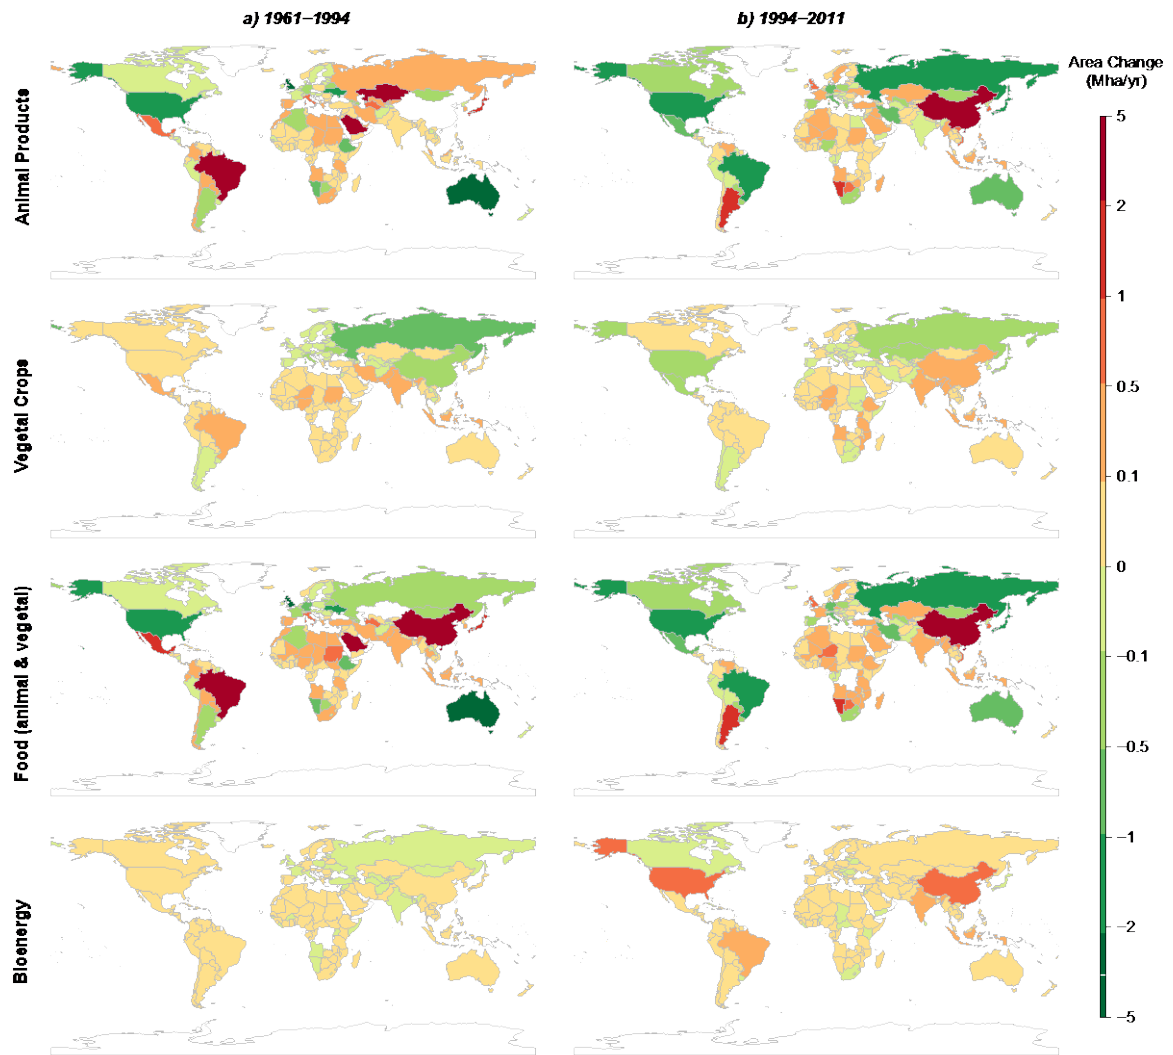 a) 1961–1994
b) 1994–2011
Area Change
(Mha/yr)
Animal Products
Vegetal Crops
Food (animal & vegetal)
Bioenergy
5
2
1
0.5
0.1
0
−0.1
−0.5
−1
−2
−5